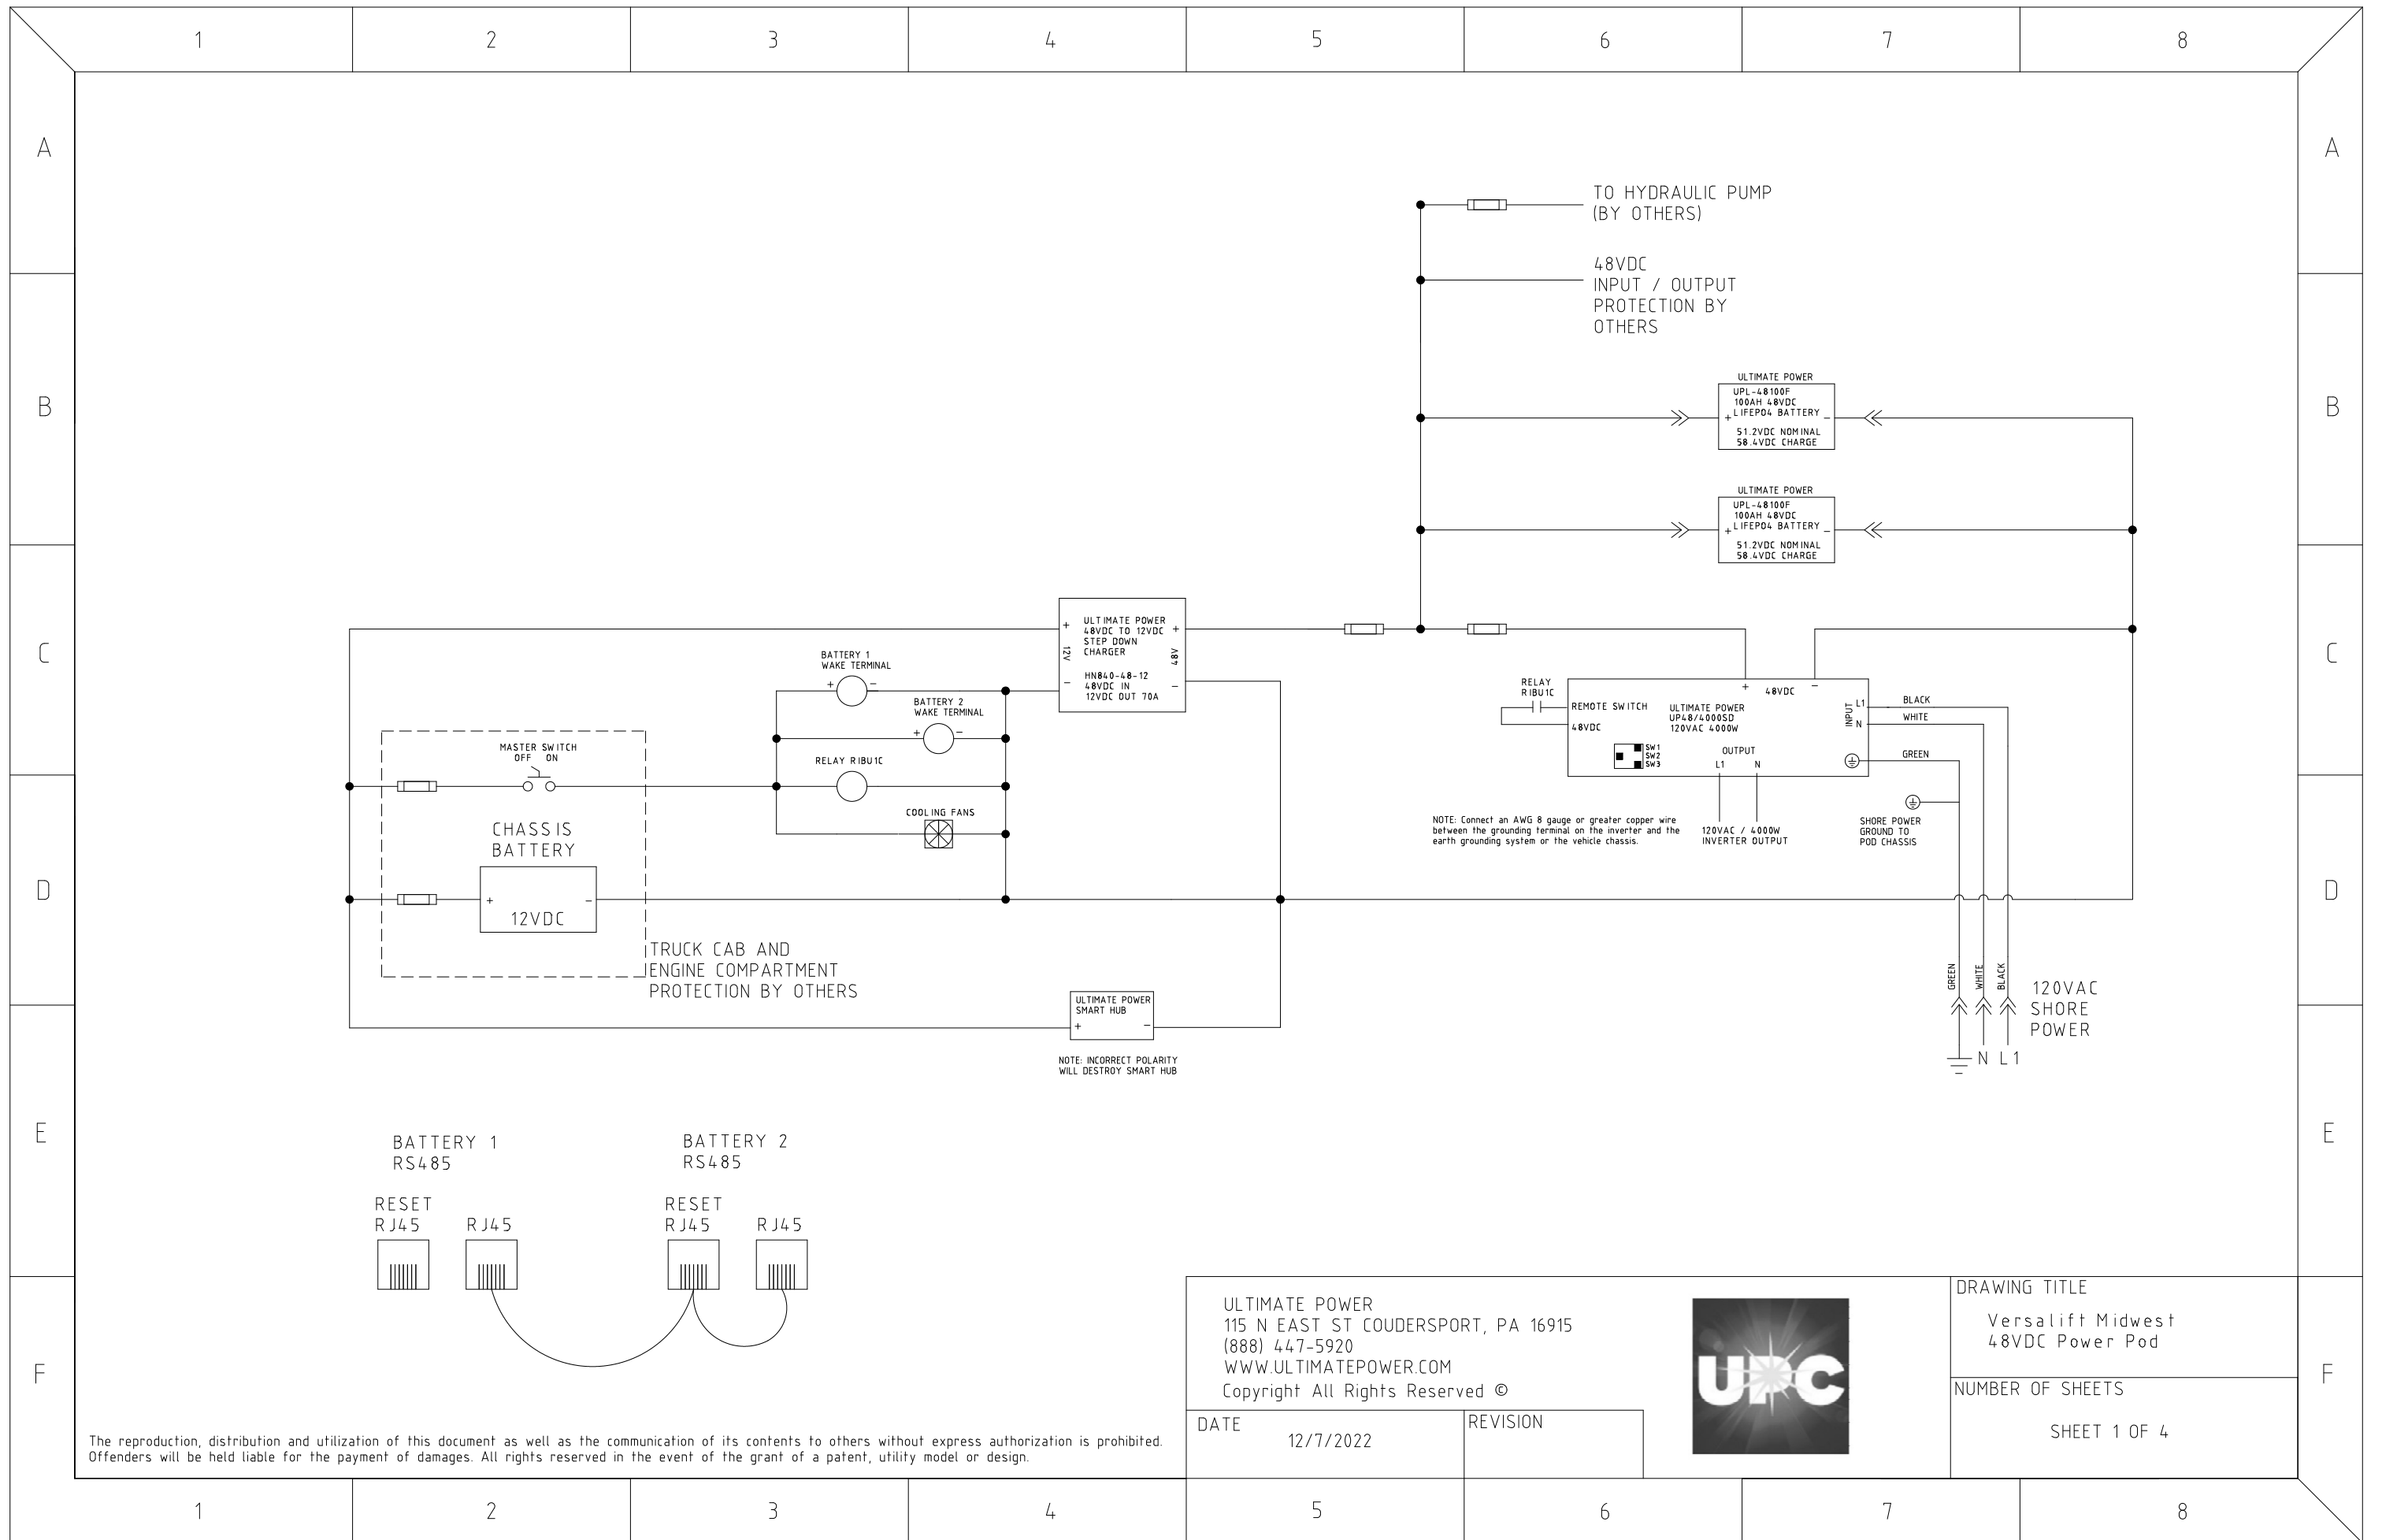 1 2 3 4 5 6 7 8
A A
TO HYDRAULIC PUMP
(BY OTHERS)
48VDC
INPUT / OUTPUT
PROTECTION BY
OTHERS
B B
ULTIMATE POWER
UPL-48100F
100AH 48VDC
+ LIFEPO4 BATTERY -
51.2VDC NOMINAL
58.4VDC CHARGE
ULTIMATE POWER
UPL-48100F
100AH 48VDC
+ LIFEPO4 BATTERY -
51.2VDC NOMINAL
58.4VDC CHARGE
C C
+ ULTIMATE POWER +
48VDC TO 12VDC
STEP DOWN
CHARGER
12V 48V
HN840-48-12
- 48VDC IN -
12VDC OUT 70A
BATTERY 1
WAKE TERMINAL
+ -
BATTERY 2
WAKE TERMINAL
+ -
RELAY RIBU1C
COOLING FANS
MASTER SWITCH
OFF ON
CHASSIS
BATTERY
+ -
12VDC
TRUCK CAB AND
ENGINE COMPARTMENT
PROTECTION BY OTHERS
RELAY
RIBU1C
+ 48VDC -
REMOTE SWITCH
48VDC
ULTIMATE POWER
UP48/4000SD
120VAC 4000W
INPUT L1 N
BLACK
WHITE
GREEN
SW1
SW2
SW3
OUTPUT
L1 N
NOTE: Connect an AWG 8 gauge or greater copper wire
between the grounding terminal on the inverter and the
earth grounding system or the vehicle chassis.
120VAC / 4000W
INVERTER OUTPUT
SHORE POWER
GROUND TO
POD CHASSIS
D D
GREEN WHITE BLACK
120VAC
SHORE
POWER
N L1
ULTIMATE POWER
SMART HUB
+ -
NOTE: INCORRECT POLARITY
WILL DESTROY SMART HUB
E E
BATTERY 1
RS485
BATTERY 2
RS485
RESET
RJ45 RJ45
RESET
RJ45 RJ45
F F
ULTIMATE POWER
115 N EAST ST COUDERSPORT, PA 16915
(888) 447-5920
WWW.ULTIMATEPOWER.COM
Copyright All Rights Reserved ©
DATE
12/7/2022
REVISION
UPC
DRAWING TITLE
Versalift Midwest
48VDC Power Pod
NUMBER OF SHEETS
SHEET 1 OF 4
The reproduction, distribution and utilization of this document as well as the communication of its contents to others without express authorization is prohibited.
Offenders will be held liable for the payment of damages. All rights reserved in the event of the grant of a patent, utility model or design.
1 2 3 4 5 6 7 8